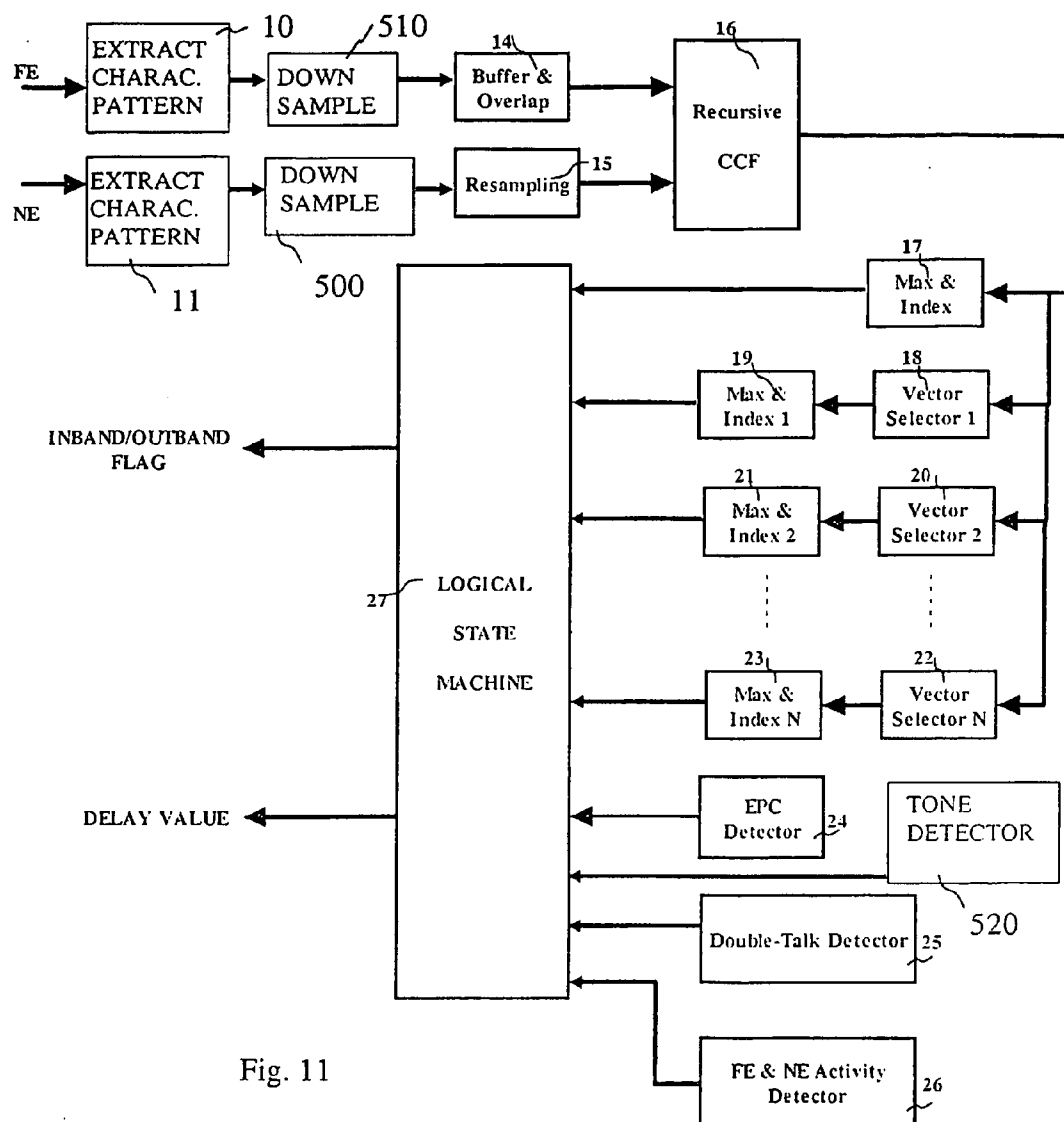 10
510
14
16
FE
EXTRACT
CHARAC.
PATTERN
DOWN
SAMPLE
Buffer &
Overlap
Recursive
CCF
NE
EXTRACT
CHARAC.
PATTERN
DOWN
SAMPLE
15
Resampling
11
500
17
Max &
Index
19
Max &
Index 1
18
Vector
Selector 1
INBAND/OUTBAND
FLAG
21
Max &
Index 2
20
Vector
Selector 2
27
LOGICAL
STATE
MACHINE
23
Max &
Index N
22
Vector
Selector N
DELAY VALUE
EPC
Detector
24
TONE
DETECTOR
520
Double-Talk Detector
25
FE & NE Activity
Detector
26
Fig. 11